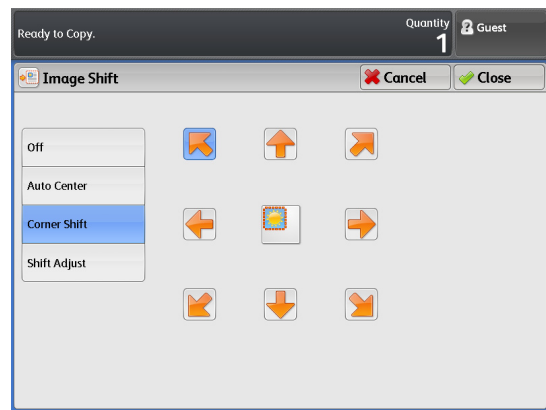 Ready to Copy.
Quantity
1
Guest
Image Shift
Cancel
Close
Off
Auto Center
Corner Shift
Shift Adjust